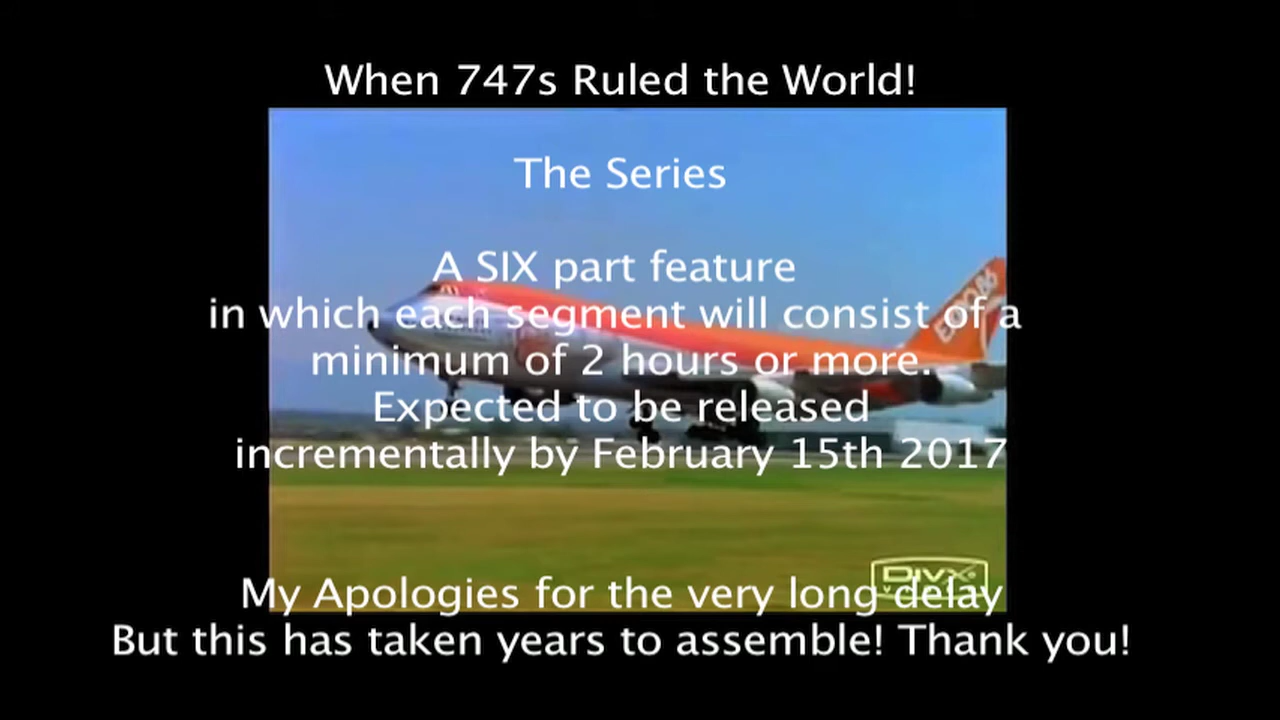 When 747s Ruled the World!
The Series
A SIX part feature
in which each segment will consist of a
EXPO86
minimum of 2 hours or more.
Expected to be released
incrementally by February 15th 2017
DivX
My Apologies for the very long delay
But this has taken years to assemble! Thank you!